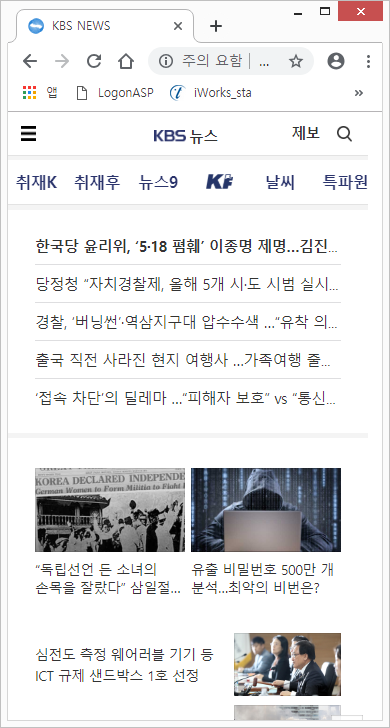 KBS NEWS
주의 요함 | ...
앱 LogonASP iWorks_sta »
KBS 뉴스 제보
취재K 취재후 뉴스9 KF 날씨 특파원
한국당 윤리위, ‘5·18 폄훼’ 이종명 제명…김진...
당정청 “자치경찰제, 올해 5개 시·도 시범 실시...
경찰, ‘버닝썬’·역삼지구대 압수수색 …“유착 의...
출국 직전 사라진 현지 여행사 …가족여행 줄...
‘접속 차단’의 딜레마 …“피해자 보호” vs “통신...
KOREA DECLARED INDEPENDE
German Women to Form Militia to Fight
“독립선언 든 소녀의
손목을 잘랐다” 삼일절...
유출 비밀번호 500만 개
분석…최악의 비번은?
심전도 측정 웨어러블 기기 등
ICT 규제 샌드박스 1호 선정